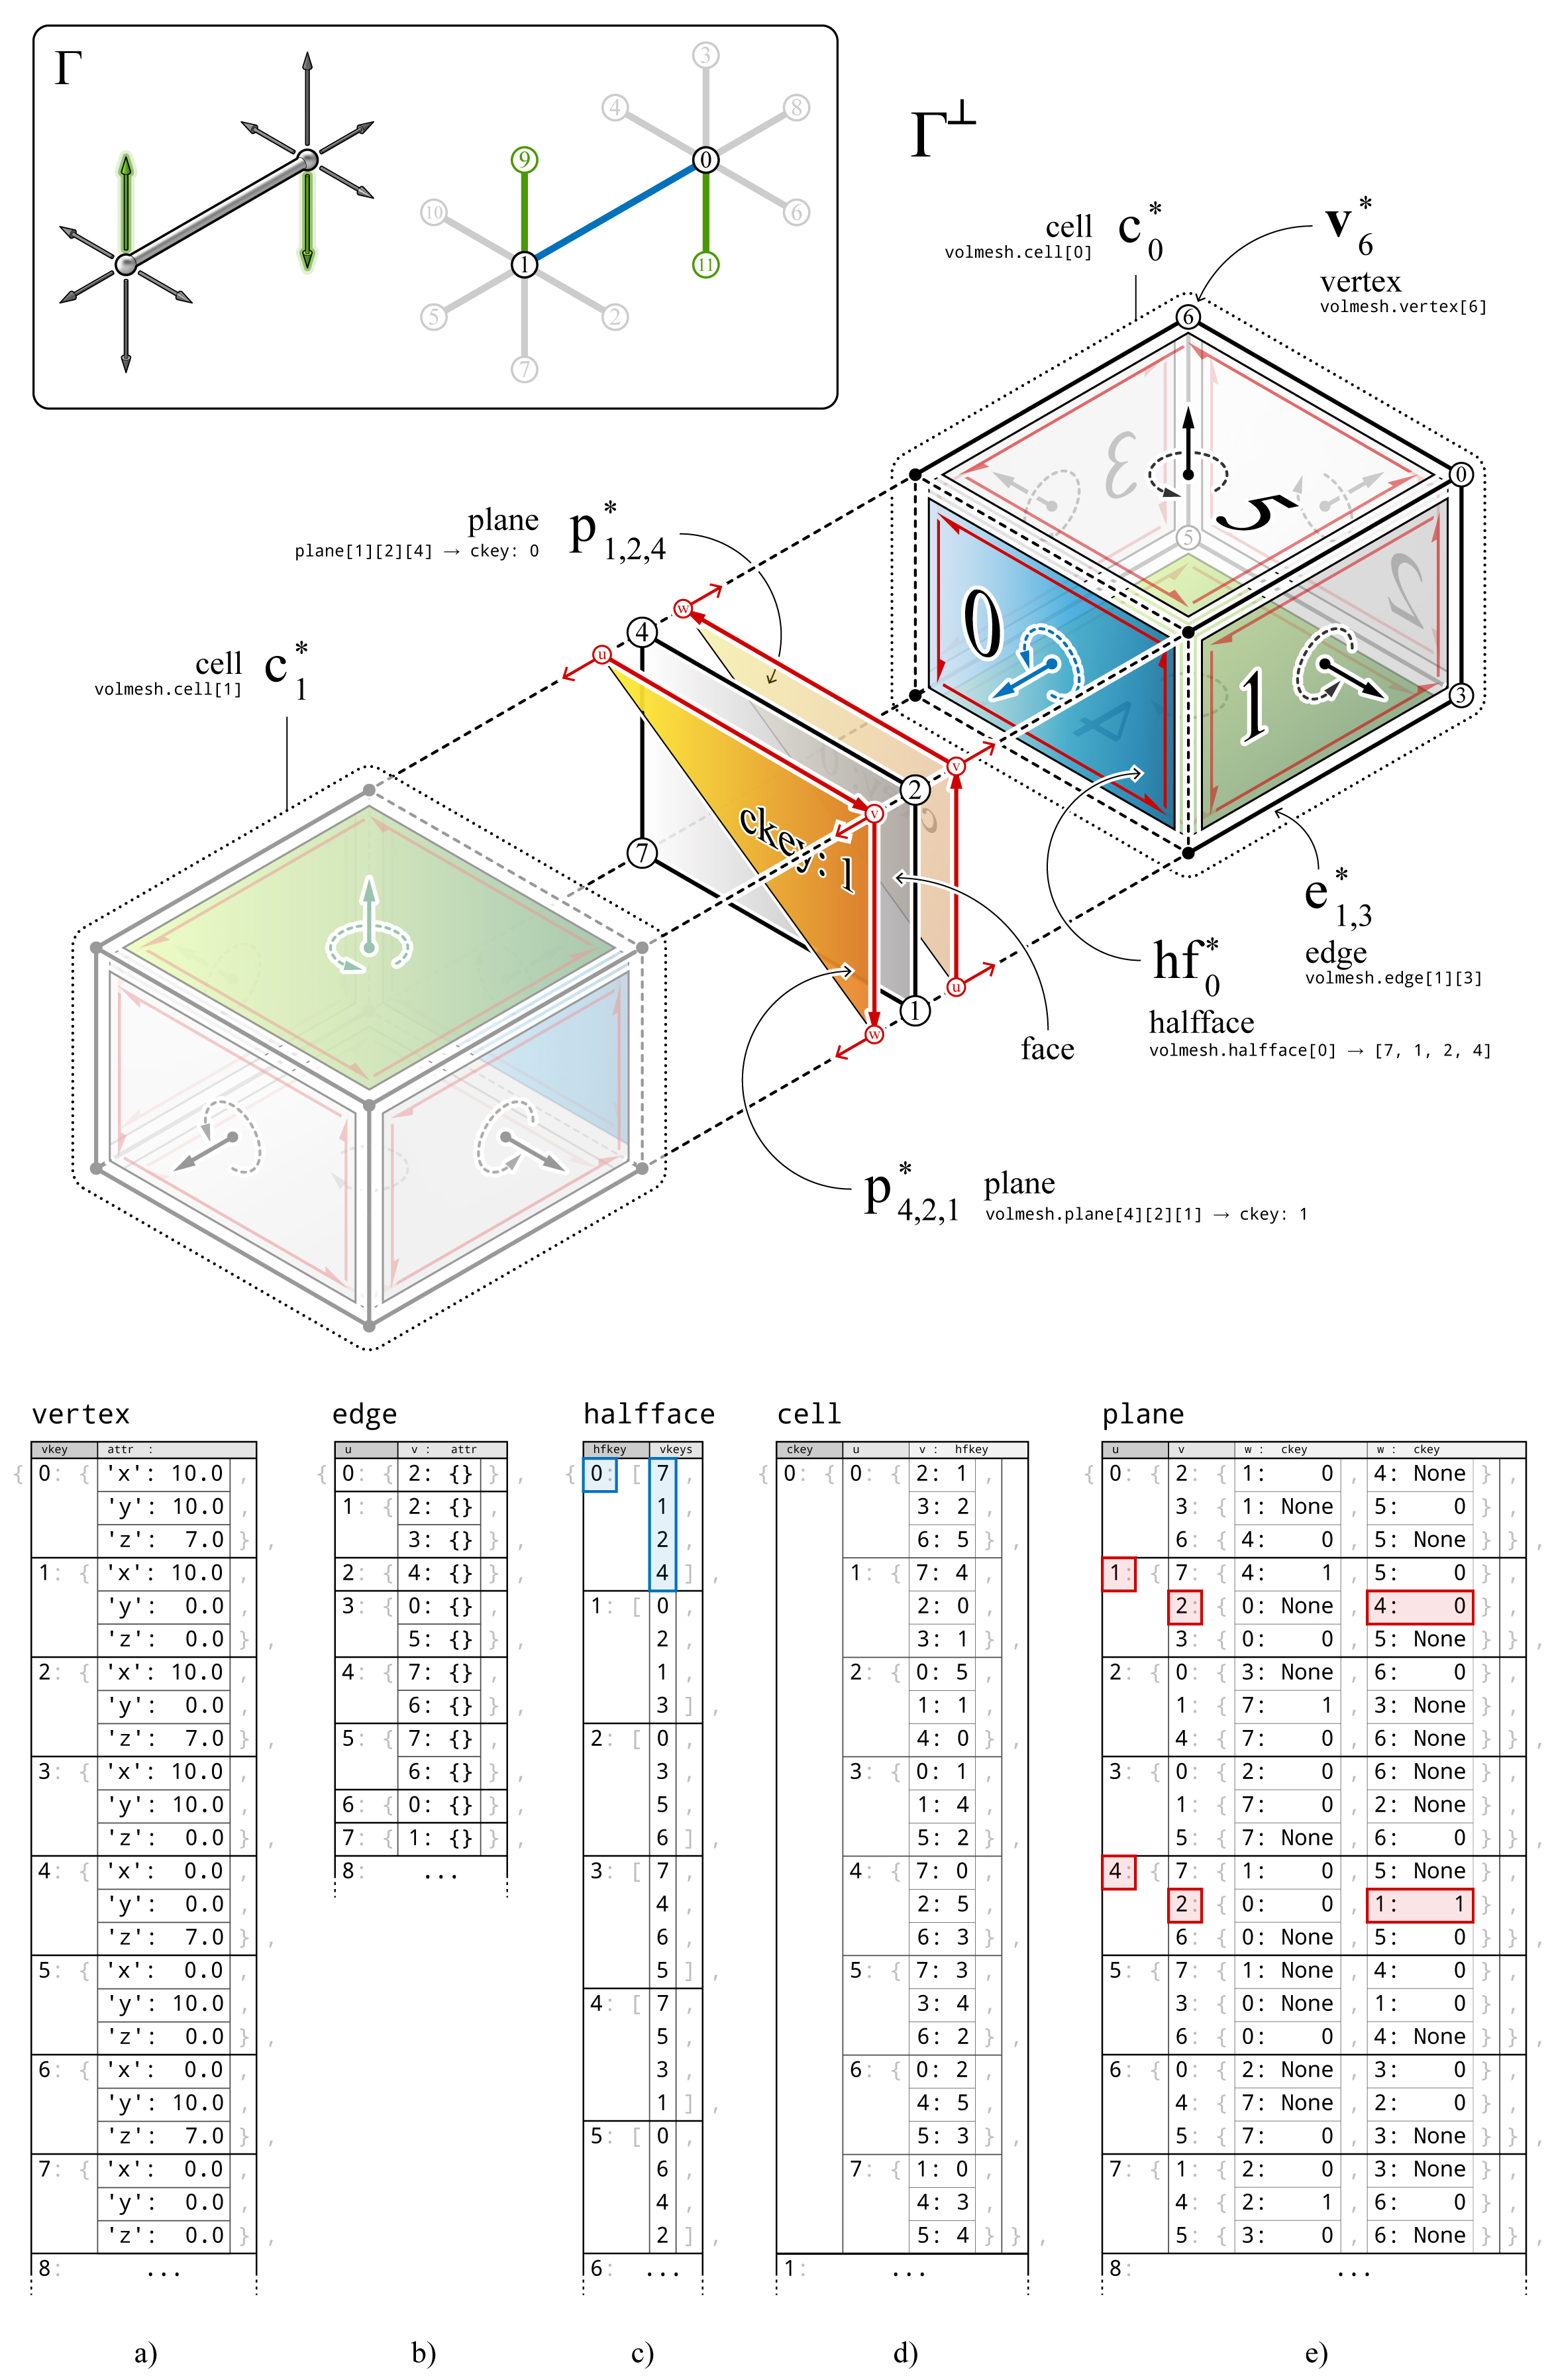 Γ
3
4
8
9
0
10
6
1
11
5
2
7
Γ⊥
cell c*0
volmesh.cell[0]
v*6
vertex
volmesh.vertex[6]
6
0
3
5
5
2
0
1
4
3
plane p*1,2,4
plane[1][2][4] → ckey: 0
cell c*1
volmesh.cell[1]
w
4
u
v
2
v
ckey: 1
7
u
1
w
face
e*1,3
edge
volmesh.edge[1][3]
hf*0
halfface
volmesh.halfface[0] → [7, 1, 2, 4]
p*4,2,1 plane
volmesh.plane[4][2][1] → ckey: 1
vertex
vkey attr :
{ 0: { 'x': 10.0 ,
'y': 10.0 ,
'z': 7.0 } ,
1: { 'x': 10.0 ,
'y': 0.0 ,
'z': 0.0 } ,
2: { 'x': 10.0 ,
'y': 0.0 ,
'z': 7.0 } ,
3: { 'x': 10.0 ,
'y': 10.0 ,
'z': 0.0 } ,
4: { 'x': 0.0 ,
'y': 0.0 ,
'z': 7.0 } ,
5: { 'x': 0.0 ,
'y': 10.0 ,
'z': 0.0 } ,
6: { 'x': 0.0 ,
'y': 10.0 ,
'z': 7.0 } ,
7: { 'x': 0.0 ,
'y': 0.0 ,
'z': 0.0 } ,
8: ...
a)
edge
u v : attr
{ 0: { 2: {} } ,
1: { 2: {} ,
3: {} } ,
2: { 4: {} } ,
3: { 0: {} ,
5: {} } ,
4: { 7: {} ,
6: {} } ,
5: { 7: {} ,
6: {} } ,
6: { 0: {} } ,
7: { 1: {} } ,
8: ...
b)
halfface
hfkey vkeys
{ 0: [ 7 ,
1 ,
2 ,
4 ] ,
1: [ 0 ,
2 ,
1 ,
3 ] ,
2: [ 0 ,
3 ,
5 ,
6 ] ,
3: [ 7 ,
4 ,
6 ,
5 ] ,
4: [ 7 ,
5 ,
3 ,
1 ] ,
5: [ 0 ,
6 ,
4 ,
2 ] ,
6: ...
c)
cell
ckey u v : hfkey
{ 0: { 0: { 2: 1 ,
3: 2 ,
6: 5 } ,
1: { 7: 4 ,
2: 0 ,
3: 1 } ,
2: { 0: 5 ,
1: 1 ,
4: 0 } ,
3: { 0: 1 ,
1: 4 ,
5: 2 } ,
4: { 7: 0 ,
2: 5 ,
6: 3 } ,
5: { 7: 3 ,
3: 4 ,
6: 2 } ,
6: { 0: 2 ,
4: 5 ,
5: 3 } ,
7: { 1: 0 ,
4: 3 ,
5: 4 } } ,
1: ...
d)
plane
u v w : ckey w : ckey
{ 0: { 2: { 1: 0 , 4: None } ,
3: { 1: None , 5: 0 } ,
6: { 4: 0 , 5: None } } ,
1: { 7: { 4: 1 , 5: 0 } ,
2: { 0: None , 4: 0 } ,
3: { 0: 0 , 5: None } } ,
2: { 0: { 3: None , 6: 0 } ,
1: { 7: 1 , 3: None } ,
4: { 7: 0 , 6: None } } ,
3: { 0: { 2: 0 , 6: None } ,
1: { 7: 0 , 2: None } ,
5: { 7: None , 6: 0 } } ,
4: { 7: { 1: 0 , 5: None } ,
2: { 0: 0 , 1: 1 } ,
6: { 0: None , 5: 0 } } ,
5: { 7: { 1: None , 4: 0 } ,
3: { 0: None , 1: 0 } ,
6: { 0: 0 , 4: None } } ,
6: { 0: { 2: None , 3: 0 } ,
4: { 7: None , 2: 0 } ,
5: { 7: 0 , 3: None } } ,
7: { 1: { 2: 0 , 3: None } ,
4: { 2: 1 , 6: 0 } ,
5: { 3: 0 , 6: None } } ,
8: ...
e)